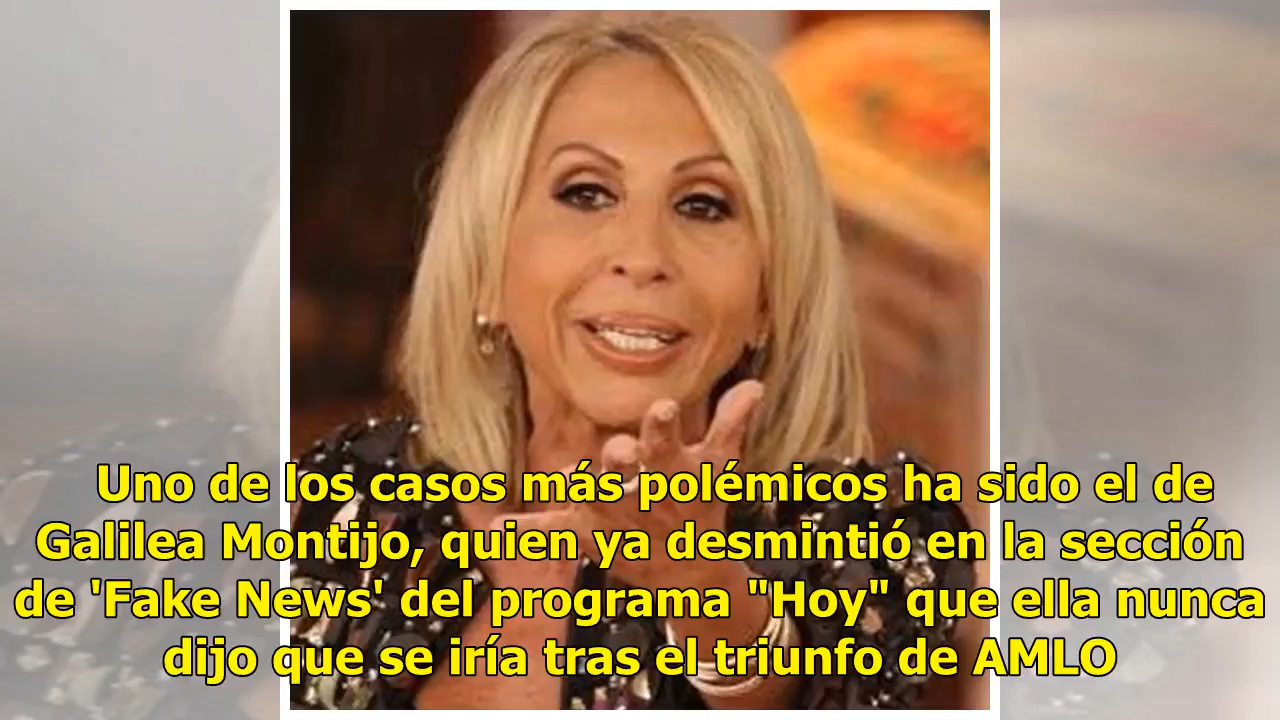 Uno de los casos más polémicos ha sido el de
Galilea Montijo, quien ya desmintió en la sección
de 'Fake News' del programa "Hoy" que ella nunca
dijo que se iría tras el triunfo de AMLO